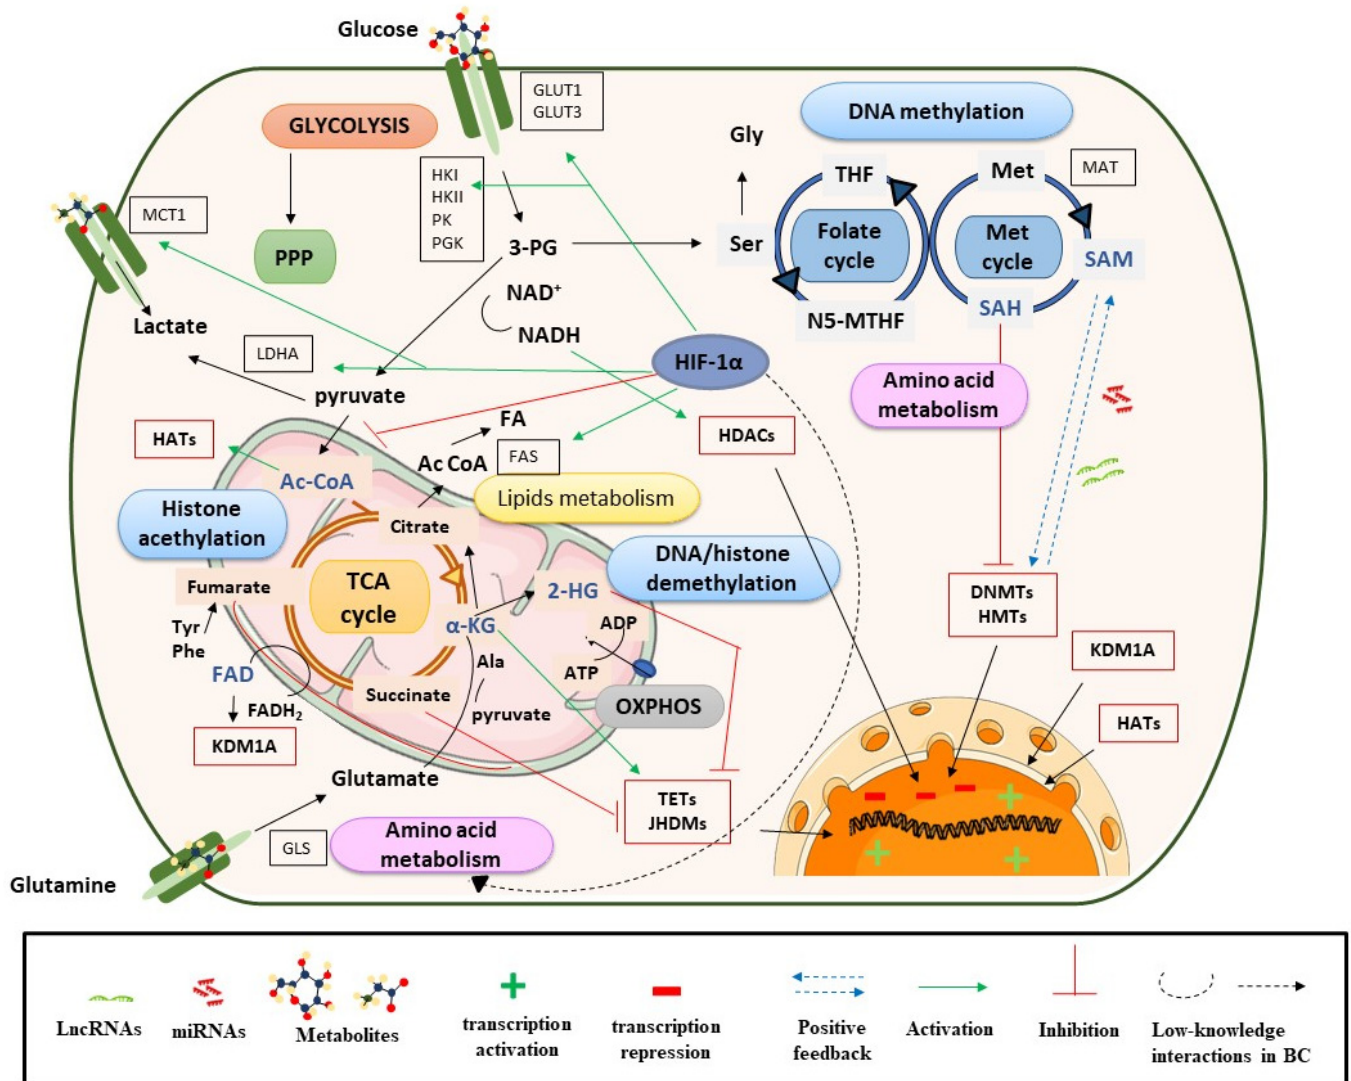 Glucose
GLUT1
GLUT3
GLYCOLYSIS
DNA methylation
Gly
THF
Met
MAT
HKI
HKII
PK
PGK
MCT1
PPP
3-PG
Ser
Folate
cycle
Met
cycle
SAM
NAD+
N5-MTHF
SAH
Lactate
NADH
LDHA
HIF-1α
Amino acid
metabolism
pyruvate
FA
HDACs
HATs
Ac CoA
FAS
Ac-CoA
Lipids metabolism
Histone
acethylation
Citrate
DNA/histone
demethylation
TCA
cycle
Fumarate
2-HG
DNMTs
HMTs
Tyr
Phe
α-KG
ADP
KDM1A
FAD
Ala
ATP
Succinate
FADH2
pyruvate
OXPHOS
HATs
KDM1A
Glutamate
TETs
JHDMs
GLS
Amino acid
metabolism
Glutamine
LncRNAs
miRNAs
Metabolites
transcription
activation
transcription
repression
Positive
feedback
Activation
Inhibition
Low-knowledge
interactions in BC